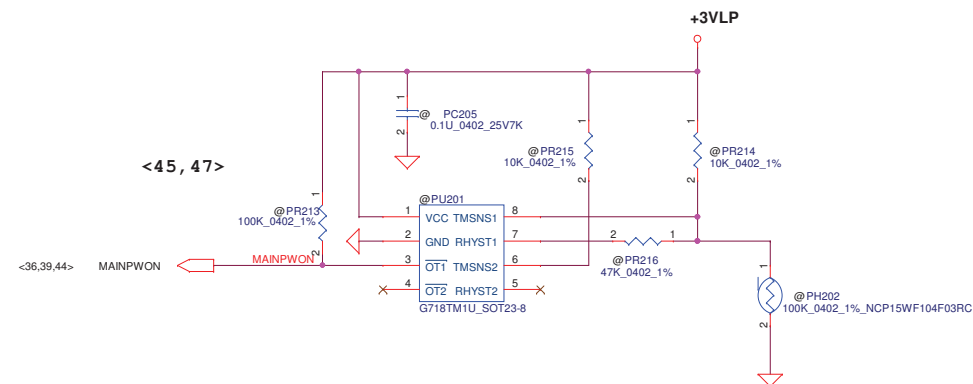 +3VLP
1
@ PC205
2
0.1U_0402_25V7K
1
@PR215
10K_0402_1%
2
1
@PR214
10K_0402_1%
2
<45,47>
1
@PR213
100K_0402_1%
2
@PU201
1 VCC TMSNS1 8
2 GND RHYST1 7
3 OT1 TMSNS2 6
4 OT2 RHYST2 5
G718TM1U_SOT23-8
2 1
@PR216
47K_0402_1%
<36,39,44> MAINPWON
MAINPWON
1
@PH202
100K_0402_1%_NCP15WF104F03RC
2